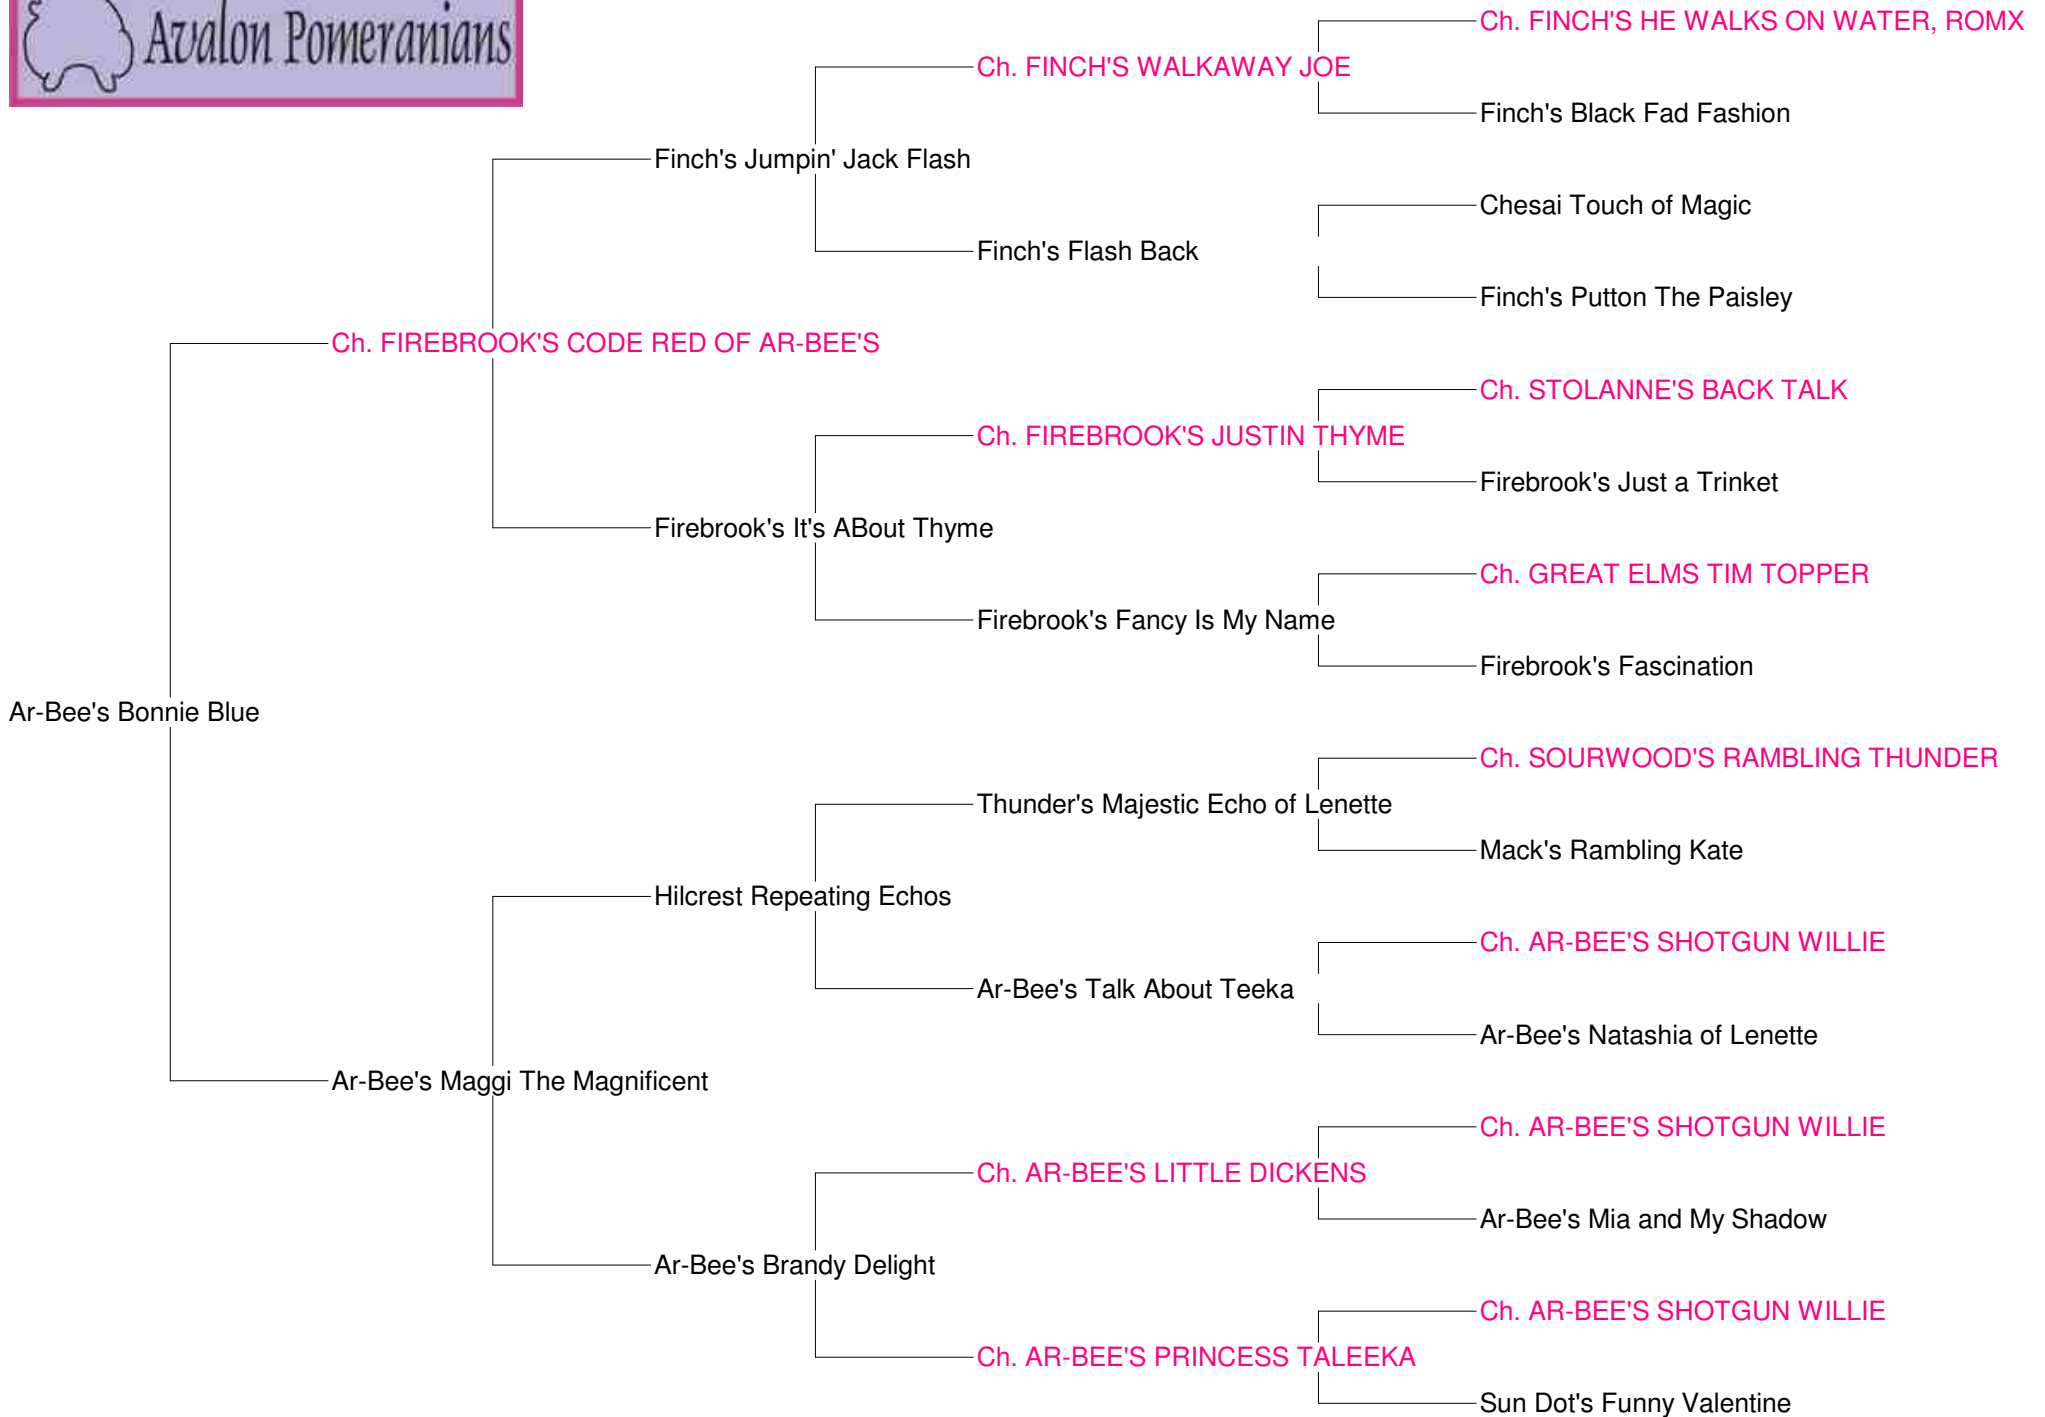 Avalon Pomeranians
Ch. FINCH'S HE WALKS ON WATER, ROMX
Ch. FINCH'S WALKAWAY JOE
Finch's Black Fad Fashion
Finch's Jumpin' Jack Flash
Chesai Touch of Magic
Finch's Flash Back
Finch's Putton The Paisley
Ch. FIREBROOK'S CODE RED OF AR-BEE'S
Ch. STOLANNE'S BACK TALK
Ch. FIREBROOK'S JUSTIN THYME
Firebrook's Just a Trinket
Firebrook's It's ABout Thyme
Ch. GREAT ELMS TIM TOPPER
Firebrook's Fancy Is My Name
Firebrook's Fascination
Ar-Bee's Bonnie Blue
Ch. SOURWOOD'S RAMBLING THUNDER
Thunder's Majestic Echo of Lenette
Mack's Rambling Kate
Hilcrest Repeating Echos
Ch. AR-BEE'S SHOTGUN WILLIE
Ar-Bee's Talk About Teeka
Ar-Bee's Natashia of Lenette
Ar-Bee's Maggi The Magnificent
Ch. AR-BEE'S SHOTGUN WILLIE
Ch. AR-BEE'S LITTLE DICKENS
Ar-Bee's Mia and My Shadow
Ar-Bee's Brandy Delight
Ch. AR-BEE'S SHOTGUN WILLIE
Ch. AR-BEE'S PRINCESS TALEEKA
Sun Dot's Funny Valentine